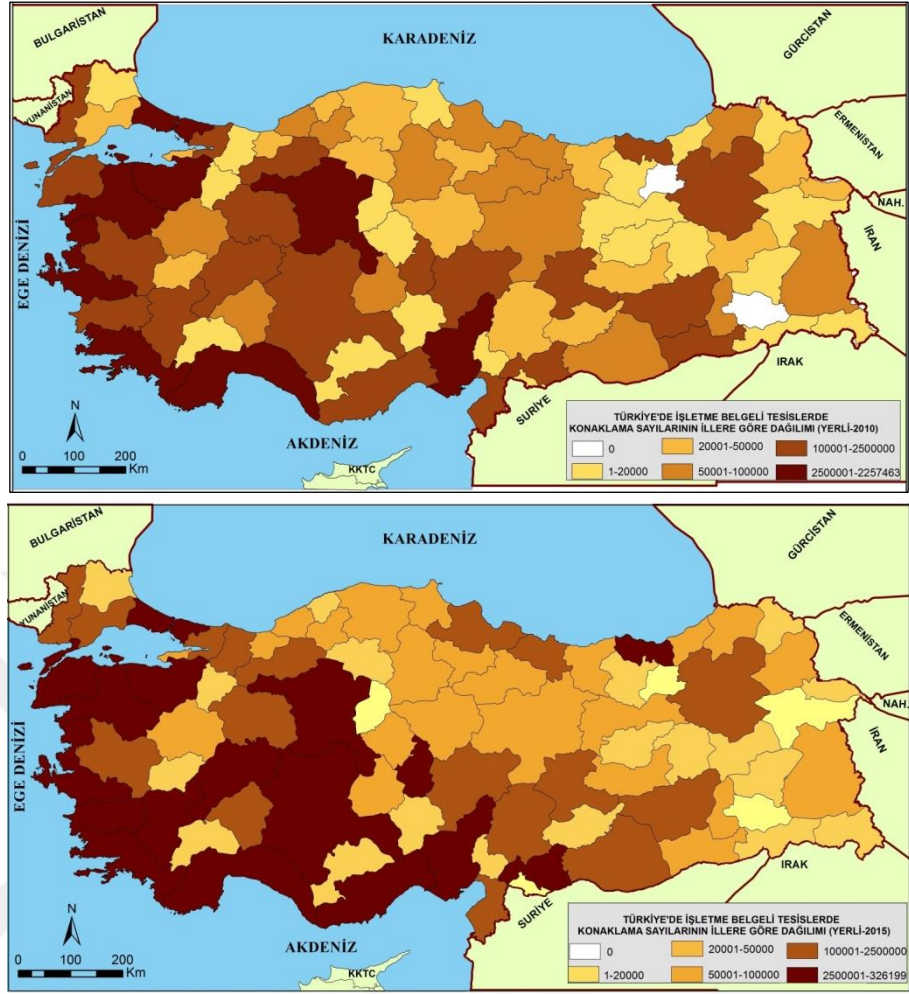 BULGARİSTAN
KARADENİZ
GÜRCİSTAN
YUNANİSTAN
ERMENİSTAN
NAH.
İRAN
EGE DENİZİ
IRAK
SURİYE
AKDENİZ
KKTC
N
0 100 200
Km
TÜRKİYE'DE İŞLETME BELGELİ TESİSLERDE
KONAKLAMA SAYILARININ İLLERE GÖRE DAĞILIMI (YERLİ-2010)
0 20001-50000 100001-2500000
1-20000 50001-100000 2500001-2257463
BULGARİSTAN
KARADENİZ
GÜRCİSTAN
YUNANİSTAN
ERMENİSTAN
NAH.
İRAN
EGE DENİZİ
IRAK
SURİYE
AKDENİZ
KKTC
N
0 100 200
Km
TÜRKİYE'DE İŞLETME BELGELİ TESİSLERDE
KONAKLAMA SAYILARININ İLLERE GÖRE DAĞILIMI (YERLİ-2015)
0 20001-50000 100001-2500000
1-20000 50001-100000 2500001-326199